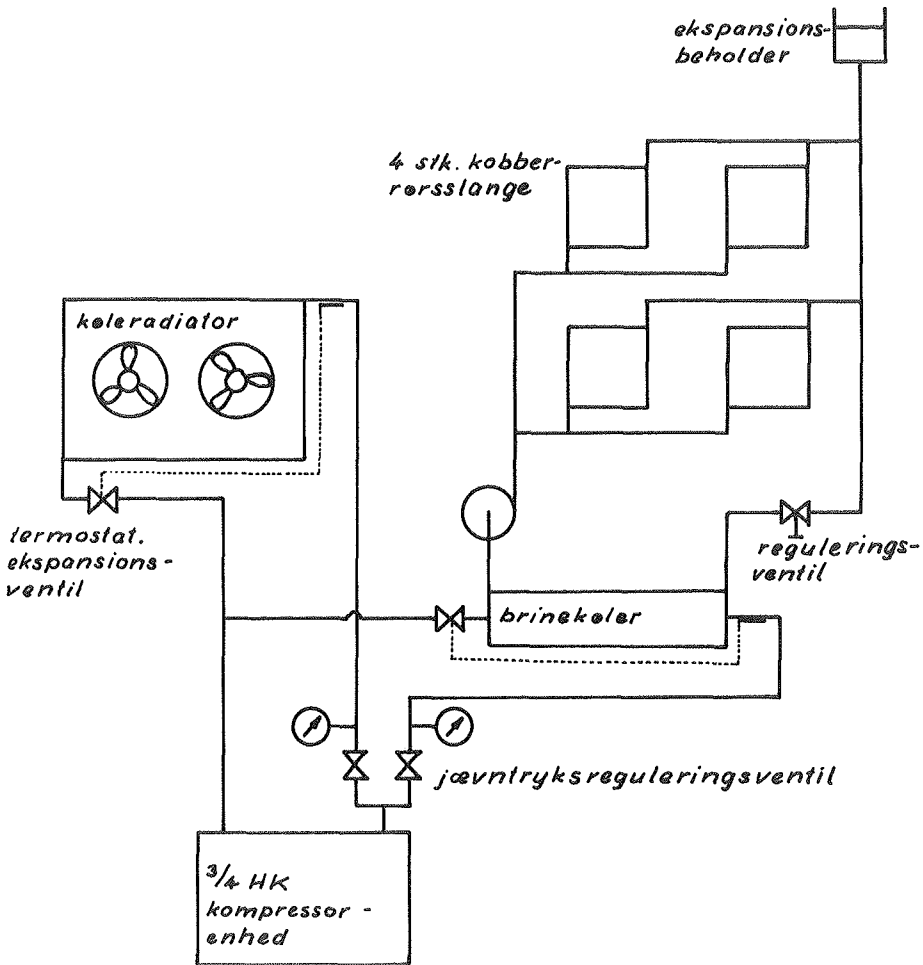 ekspansions-
beholder
4 stk. kobber-
rørsslange
køleradiator
termostat.
ekspansions-
ventil
regulerings-
ventil
brinekøler
jævntryksreguleringsventil
3/4 HK
kompressor-
enhed